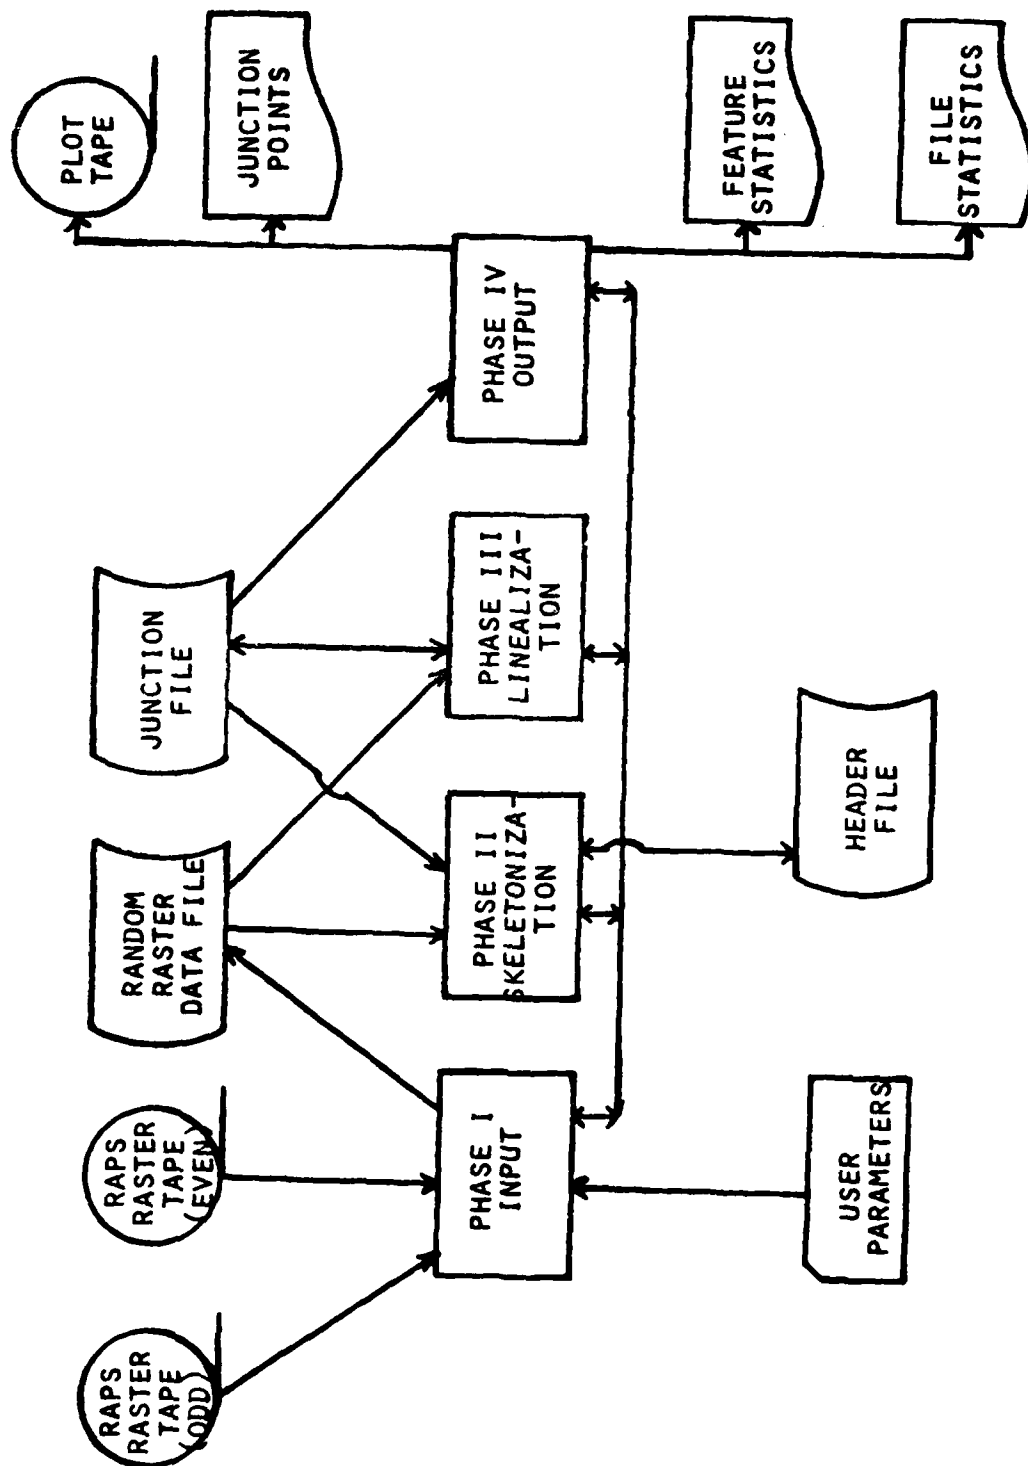 RAPS
RASTER
TAPE
(ODD)
RAPS
RASTER
TAPE
(EVEN)
RANDOM
RASTER
DATA FILE
JUNCTION
FILE
PLOT
TAPE
JUNCTION
POINTS
PHASE I
INPUT
PHASE II
SKELETONIZA-
TION
PHASE III
LINEALIZA-
TION
PHASE IV
OUTPUT
FEATURE
STATISTICS
FILE
STATISTICS
USER
PARAMETERS
HEADER
FILE